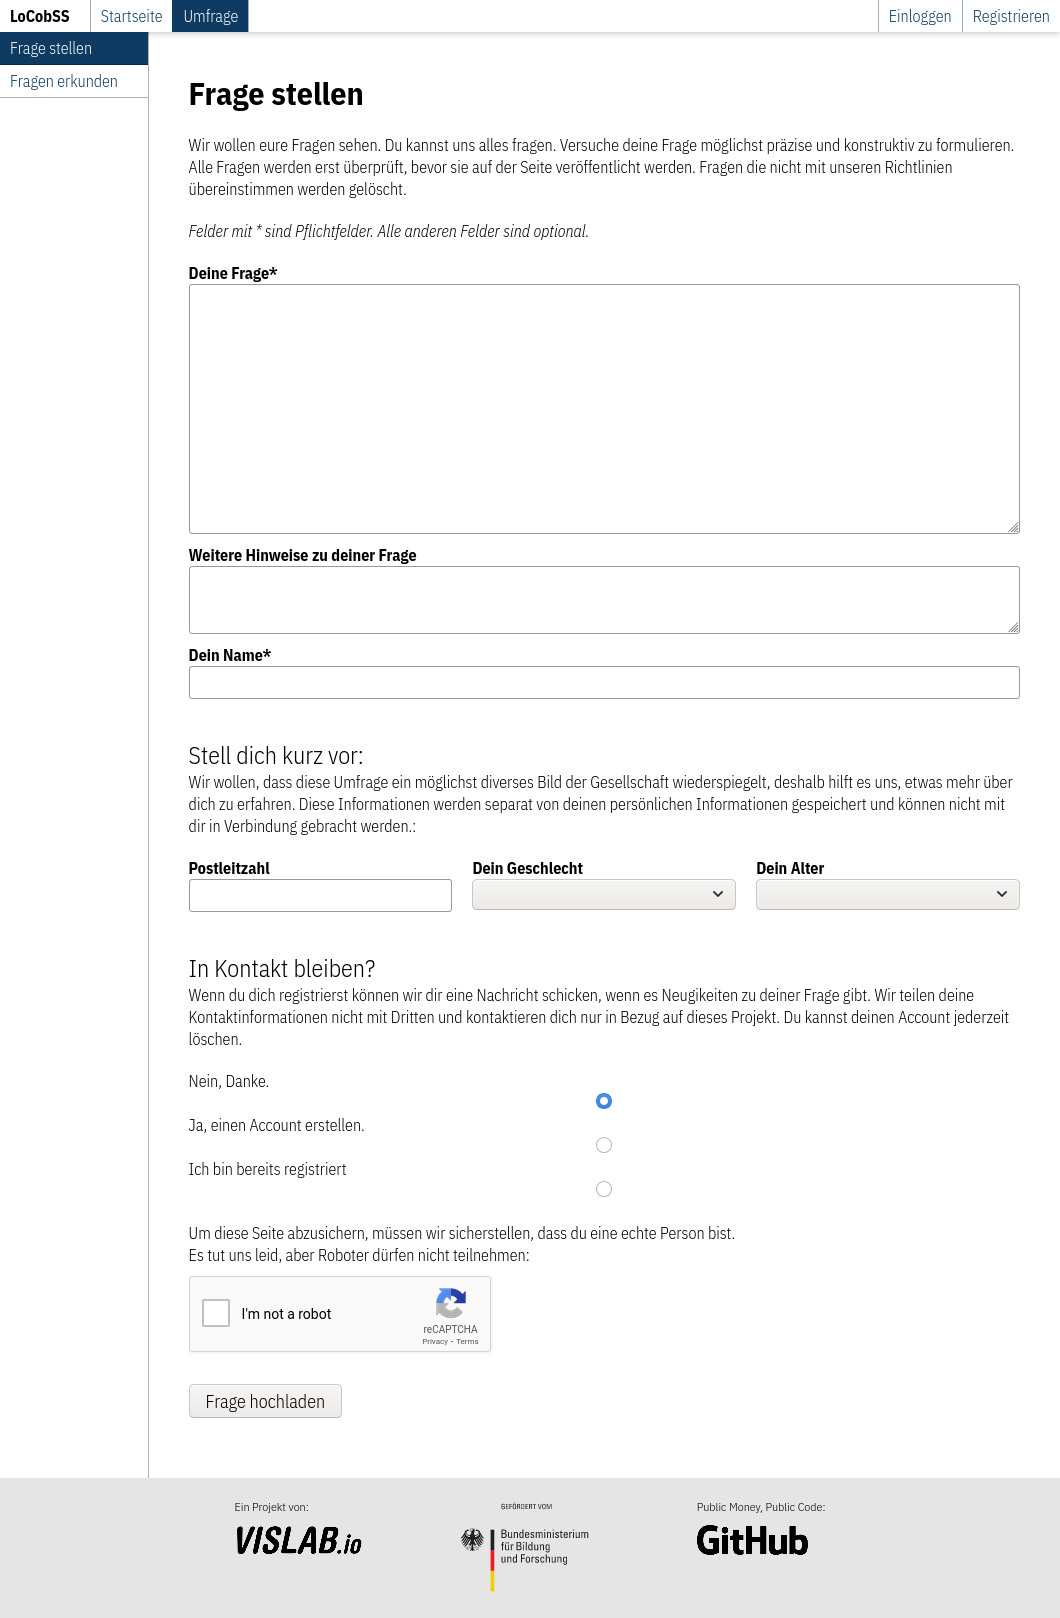 LoCobSS
Startseite
Umfrage
Einloggen
Registrieren
Frage stellen
Fragen erkunden
Frage stellen
Wir wollen eure Fragen sehen. Du kannst uns alles fragen. Versuche deine Frage möglichst präzise und konstruktiv zu formulieren.
Alle Fragen werden erst überprüft, bevor sie auf der Seite veröffentlicht werden. Fragen die nicht mit unseren Richtlinien
übereinstimmen werden gelöscht.
Felder mit * sind Pflichtfelder. Alle anderen Felder sind optional.
Deine Frage*
Weitere Hinweise zu deiner Frage
Dein Name*
Stell dich kurz vor:
Wir wollen, dass diese Umfrage ein möglichst diverses Bild der Gesellschaft wiederspiegelt, deshalb hilft es uns, etwas mehr über
dich zu erfahren. Diese Informationen werden separat von deinen persönlichen Informationen gespeichert und können nicht mit
dir in Verbindung gebracht werden.:
Postleitzahl
Dein Geschlecht
Dein Alter
In Kontakt bleiben?
Wenn du dich registrierst können wir dir eine Nachricht schicken, wenn es Neugikeiten zu deiner Frage gibt. Wir teilen deine
Kontaktinformationen nicht mit Dritten und kontaktieren dich nur in Bezug auf dieses Projekt. Du kannst deinen Account jederzeit
löschen.
Nein, Danke.
Ja, einen Account erstellen.
Ich bin bereits registriert
Um diese Seite abzusichern, müssen wir sicherstellen, dass du eine echte Person bist.
Es tut uns leid, aber Roboter dürfen nicht teilnehmen:
I'm not a robot
reCAPTCHA
Privacy - Terms
Frage hochladen
Ein Projekt von:
VISLAB.io
GEFÖRDERT VOM
Bundesministerium
für Bildung
und Forschung
Public Money, Public Code:
GitHub